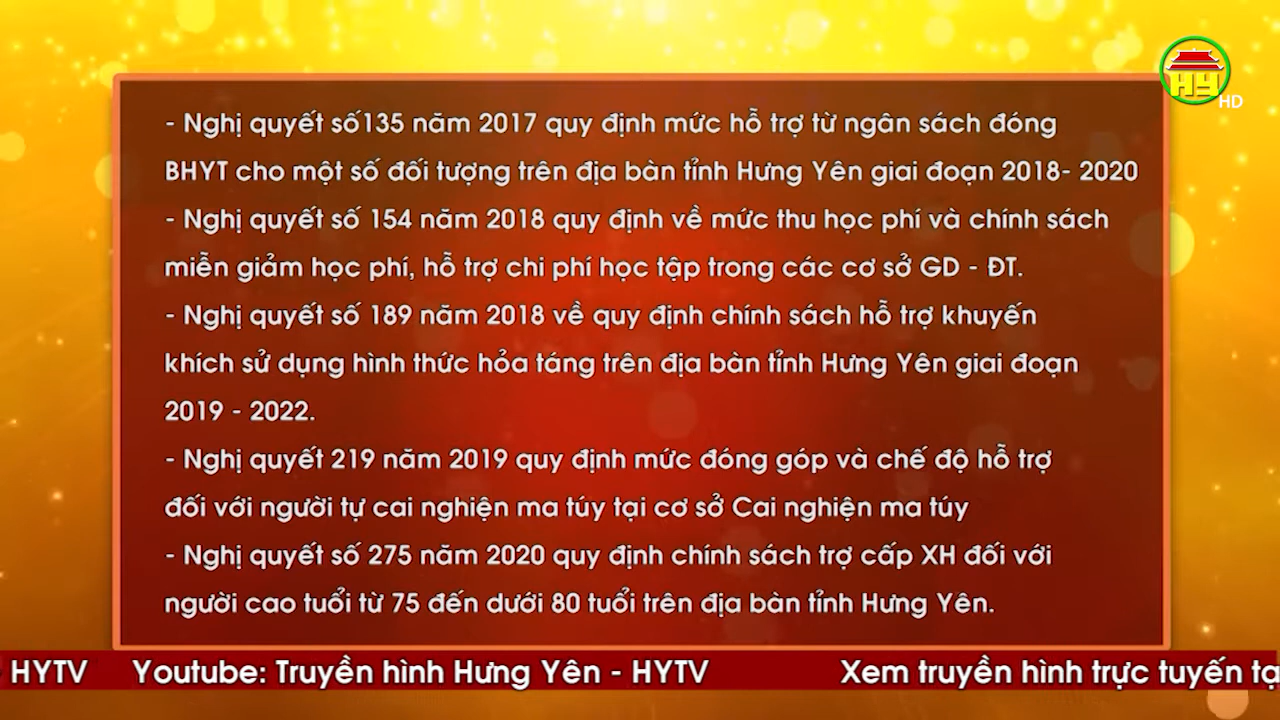 HY
HD
- Nghị quyết số135 năm 2017 quy định mức hỗ trợ từ ngân sách đóng
BHYT cho một số đối tượng trên địa bàn tỉnh Hưng Yên giai đoạn 2018- 2020
- Nghị quyết số 154 năm 2018 quy định về mức thu học phí và chính sách
miễn giảm học phí, hỗ trợ chi phí học tập trong các cơ sở GD - ĐT.
- Nghị quyết số 189 năm 2018 về quy định chính sách hỗ trợ khuyến
khích sử dụng hình thức hỏa táng trên địa bàn tỉnh Hưng Yên giai đoạn
2019 - 2022.
- Nghị quyết 219 năm 2019 quy định mức đóng góp và chế độ hỗ trợ
đối với người tự cai nghiện ma túy tại cơ sở Cai nghiện ma túy
- Nghị quyết số 275 năm 2020 quy định chính sách trợ cấp XH đối với
người cao tuổi từ 75 đến dưới 80 tuổi trên địa bàn tỉnh Hưng Yên.
HYTV Youtube: Truyền hình Hưng Yên - HYTV Xem truyền hình trực tuyến tạ